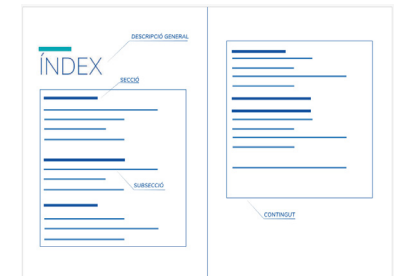 DESCRIPCIÓ GENERAL
ÍNDEX
SECCIÓ
SUBSECCIÓ
CONTINGUT